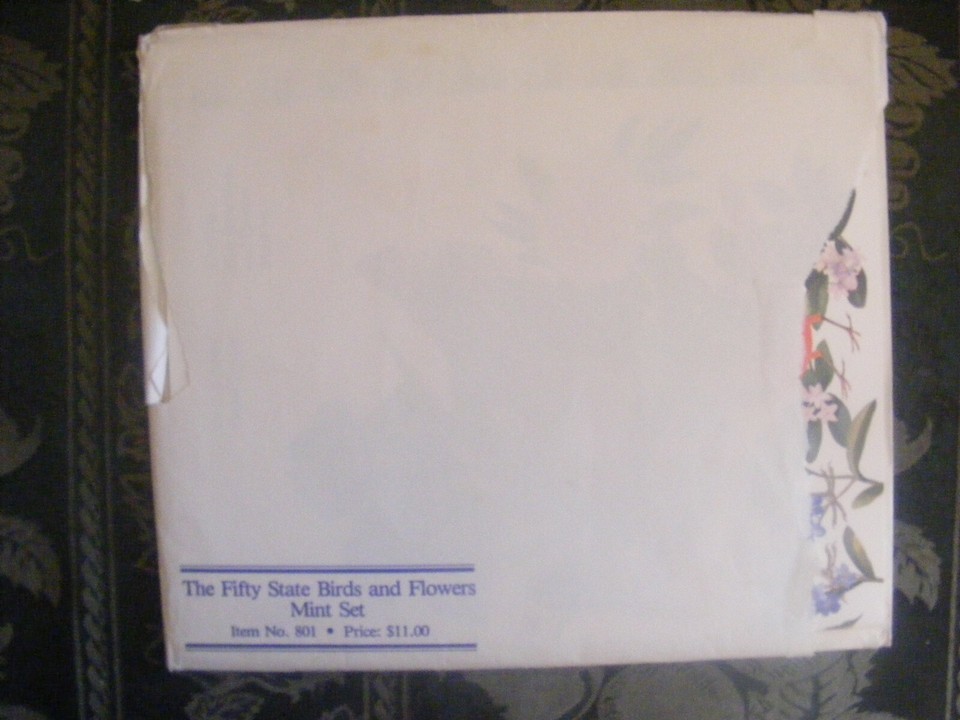 The Fifty State Birds and Flowers
Mint Set
Item No. 801 • Price: $11.00